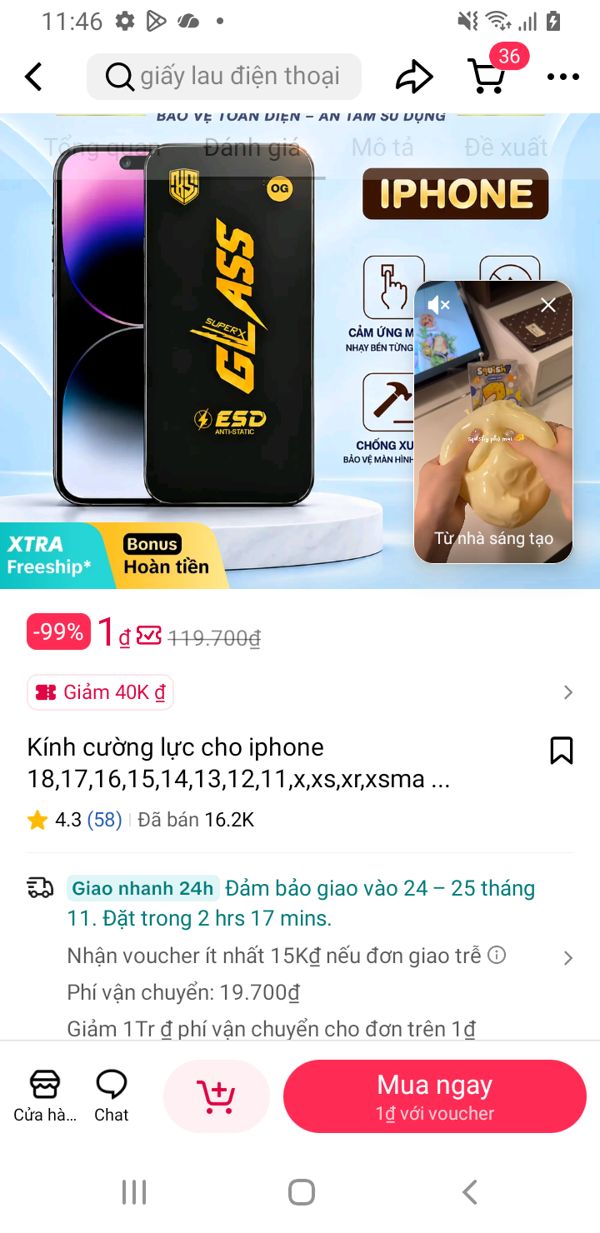 11:46
36
giấy lau điện thoại
BẢO VỆ TOÀN DIỆN – AN TÂM SỬ DỤNG
Tổng quan Đánh giá Mô tả Đề xuất
XS
OG
IPHONE
SUPERX
GLASS
ESD
ANTI-STATIC
CẢM ỨNG M
NHẠY BÉN TỪNG
CHỐNG XU
BẢO VỆ MÀN HÌNH
Squishy
Squishy phô mai
Từ nhà sáng tạo
XTRA
Freeship*
Bonus
Hoàn tiền
-99% 1₫ 119.700₫
Giảm 40K ₫
Kính cường lực cho iphone
18,17,16,15,14,13,12,11,x,xs,xr,xsma ...
4.3 (58) Đã bán 16.2K
Giao nhanh 24h Đảm bảo giao vào 24 – 25 tháng
11. Đặt trong 2 hrs 17 mins.
Nhận voucher ít nhất 15K₫ nếu đơn giao trễ
Phí vận chuyển: 19.700₫
Giảm 1Tr ₫ phí vận chuyển cho đơn trên 1₫
Cửa hà...
Chat
Mua ngay
1₫ với voucher